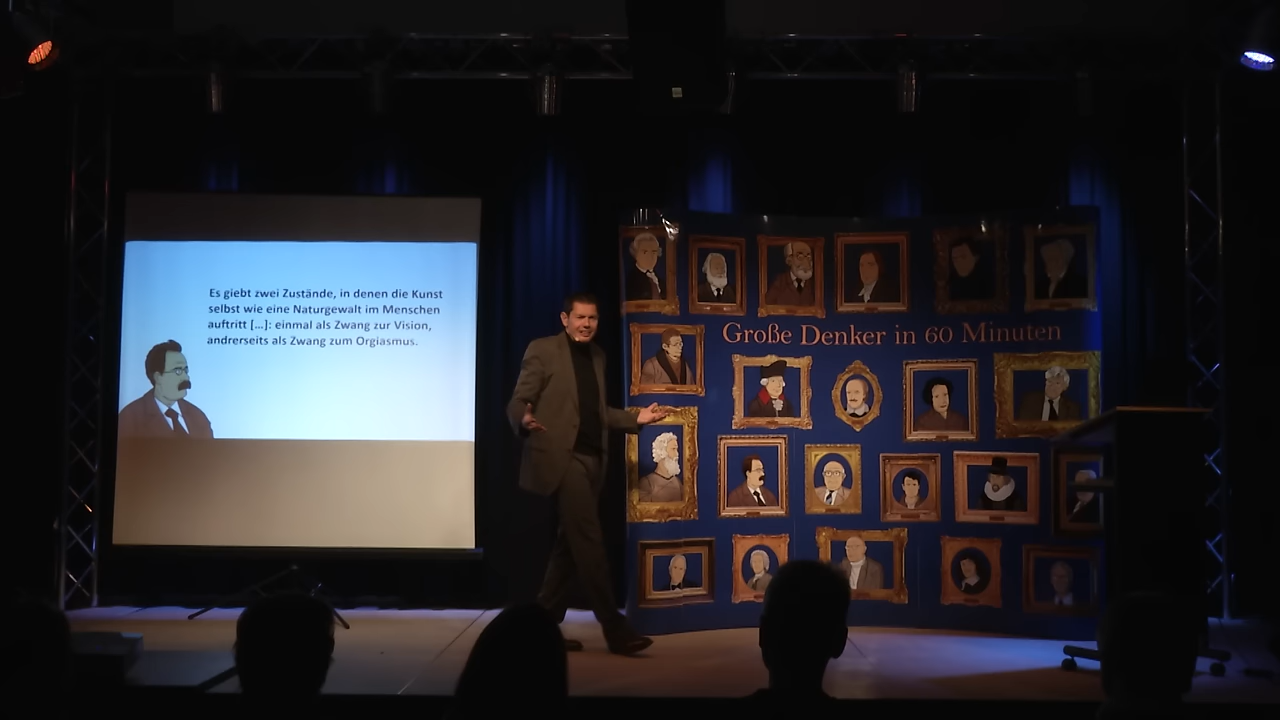 Es giebt zwei Zustände, in denen die Kunst
selbst wie eine Naturgewalt im Menschen
auftritt [...]: einmal als Zwang zur Vision,
andrerseits als Zwang zum Orgiasmus.
Große Denker in 60 Minuten